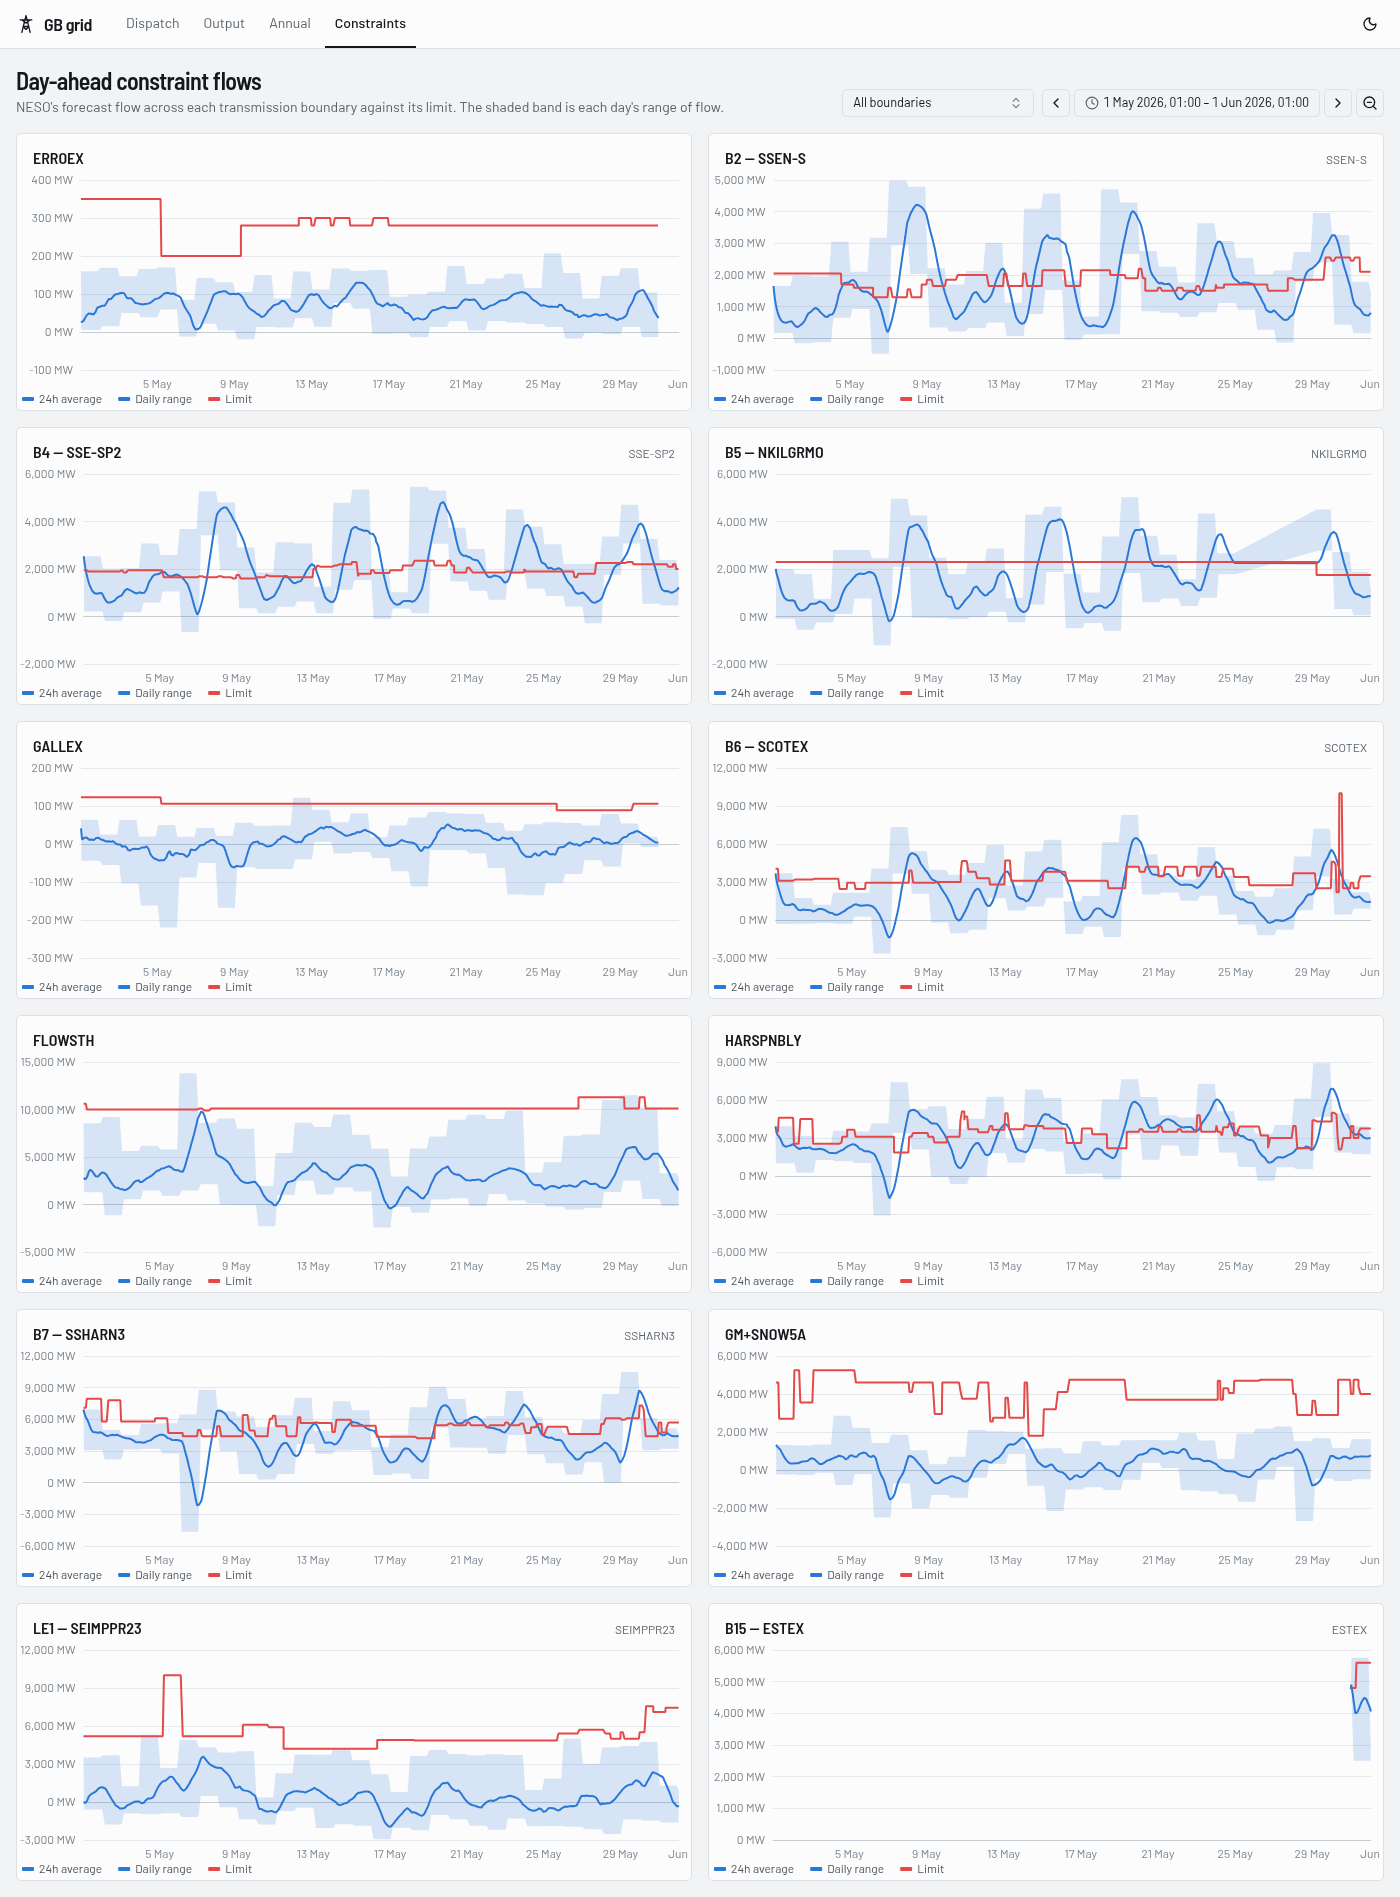 GB grid Dispatch Output Annual Constraints
Day-ahead constraint flows
NESO's forecast flow across each transmission boundary against its limit. The shaded band is each day's range of flow.
All boundaries
1 May 2026, 01:00 – 1 Jun 2026, 01:00
ERROEX
400 MW
300 MW
200 MW
100 MW
0 MW
-100 MW
5 May 9 May 13 May 17 May 21 May 25 May 29 May Jun
24h average Daily range Limit
B2 — SSEN-S SSEN-S
5,000 MW
4,000 MW
3,000 MW
2,000 MW
1,000 MW
0 MW
-1,000 MW
5 May 9 May 13 May 17 May 21 May 25 May 29 May Jun
24h average Daily range Limit
B4 — SSE-SP2 SSE-SP2
6,000 MW
4,000 MW
2,000 MW
0 MW
-2,000 MW
5 May 9 May 13 May 17 May 21 May 25 May 29 May Jun
24h average Daily range Limit
B5 — NKILGRMO NKILGRMO
6,000 MW
4,000 MW
2,000 MW
0 MW
-2,000 MW
5 May 9 May 13 May 17 May 21 May 25 May 29 May Jun
24h average Daily range Limit
GALLEX
200 MW
100 MW
0 MW
-100 MW
-200 MW
-300 MW
5 May 9 May 13 May 17 May 21 May 25 May 29 May Jun
24h average Daily range Limit
B6 — SCOTEX SCOTEX
12,000 MW
9,000 MW
6,000 MW
3,000 MW
0 MW
-3,000 MW
5 May 9 May 13 May 17 May 21 May 25 May 29 May Jun
24h average Daily range Limit
FLOWSTH
15,000 MW
10,000 MW
5,000 MW
0 MW
-5,000 MW
5 May 9 May 13 May 17 May 21 May 25 May 29 May Jun
24h average Daily range Limit
HARSPNBLY
9,000 MW
6,000 MW
3,000 MW
0 MW
-3,000 MW
-6,000 MW
5 May 9 May 13 May 17 May 21 May 25 May 29 May Jun
24h average Daily range Limit
B7 — SSHARN3 SSHARN3
12,000 MW
9,000 MW
6,000 MW
3,000 MW
0 MW
-3,000 MW
-6,000 MW
5 May 9 May 13 May 17 May 21 May 25 May 29 May Jun
24h average Daily range Limit
GM+SNOW5A
6,000 MW
4,000 MW
2,000 MW
0 MW
-2,000 MW
-4,000 MW
5 May 9 May 13 May 17 May 21 May 25 May 29 May Jun
24h average Daily range Limit
LE1 — SEIMPPR23 SEIMPPR23
12,000 MW
9,000 MW
6,000 MW
3,000 MW
0 MW
-3,000 MW
5 May 9 May 13 May 17 May 21 May 25 May 29 May Jun
24h average Daily range Limit
B15 — ESTEX ESTEX
6,000 MW
5,000 MW
4,000 MW
3,000 MW
2,000 MW
1,000 MW
0 MW
5 May 9 May 13 May 17 May 21 May 25 May 29 May Jun
24h average Daily range Limit